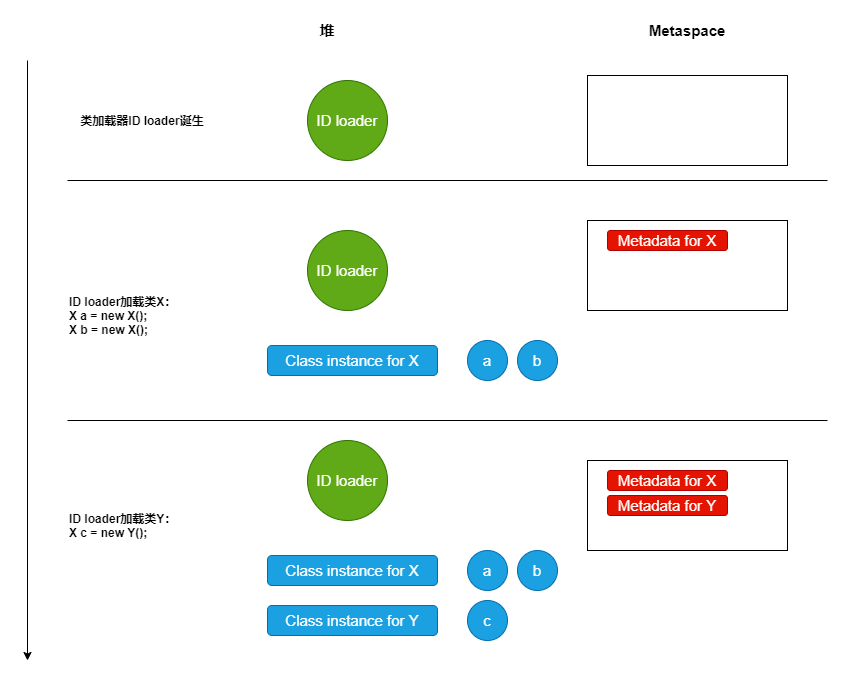 堆
Metaspace
类加载器ID loader诞生
ID loader
ID loader
Metadata for X
ID loader加载类X：
X a = new X();
X b = new X();
Class instance for X
a
b
ID loader
Metadata for X
Metadata for Y
ID loader加载类Y：
X c = new Y();
Class instance for X
a
b
Class instance for Y
c